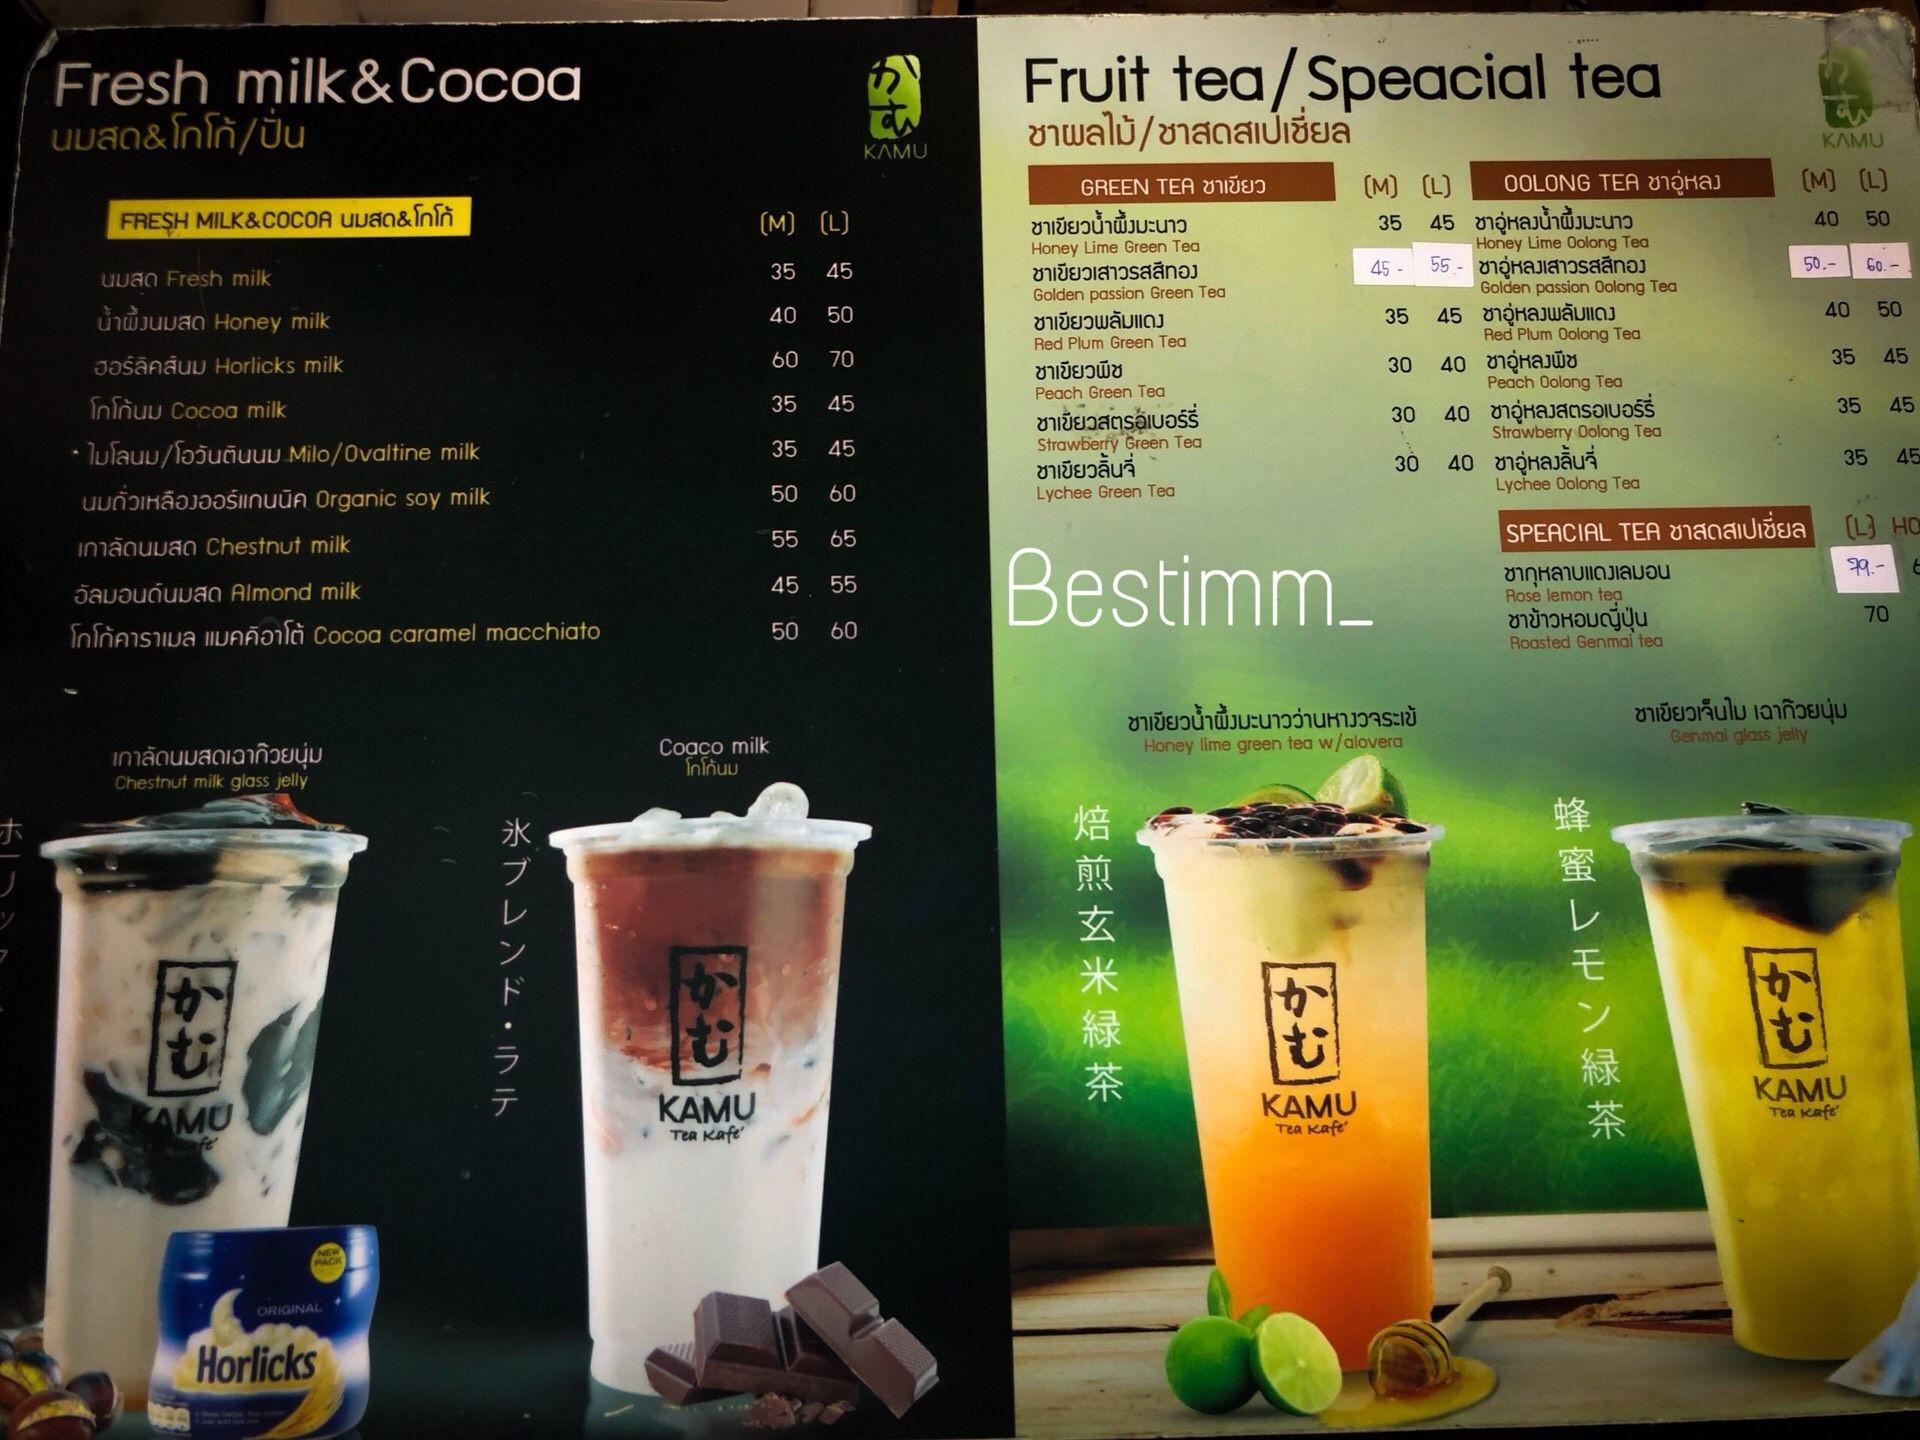 Fresh milk&Cocoa
นมสด&โกโก้/ปั่น
かむ
KAMU
FRESH MILK&COCOA นมสด&โกโก้ (M) (L)
นมสด Fresh milk 35 45
น้ำผึ้งนมสด Honey milk 40 50
ฮอร์ลิคส์นม Horlicks milk 60 70
โกโก้นม Cocoa milk 35 45
ไมโลนม/โอวันตินนม Milo/Ovaltine milk 35 45
นมถั่วเหลืองออร์แกนนิค Organic soy milk 50 60
เกาลัดนมสด Chestnut milk 55 65
อัลมอนด์นมสด Almond milk 45 55
โกโก้คาราเมล แมคคิอาโต้ Cocoa caramel macchiato 50 60
เกาลัดนมสดเฉาก๊วยนุ่ม
Chestnut milk glass jelly
Coaco milk
โกโก้นม
氷ブレンド・ラテ
かむ
KAMU
Tea Kafe'
かむ
KAMU
Tea Kafe'
NEW PACK
ORIGINAL
Horlicks
Fruit tea/Speacial tea
ชาผลไม้/ชาสดสเปเชี่ยล
かむ
KAMU
GREEN TEA ชาเขียว (M) (L)
ชาเขียวน้ำผึ้งมะนาว 35 45
Honey Lime Green Tea
ชาเขียวเสาวรสสีทอง 45- 55.-
Golden passion Green Tea
ชาเขียวพลัมแดง 35 45
Red Plum Green Tea
ชาเขียวพีช 30 40
Peach Green Tea
ชาเขียวสตรอเบอร์รี่ 30 40
Strawberry Green Tea
ชาเขียวลิ้นจี่ 30 40
Lychee Green Tea
OOLONG TEA ชาอู่หลง (M) (L)
ชาอู่หลงน้ำผึ้งมะนาว 40 50
Honey Lime Oolong Tea
ชาอู่หลงเสาวรสสีทอง 50.- 60.-
Golden passion Oolong Tea
ชาอู่หลงพลัมแดง 40 50
Red Plum Oolong Tea
ชาอู่หลงพีช 35 45
Peach Oolong Tea
ชาอู่หลงสตรอเบอร์รี่ 35 45
Strawberry Oolong Tea
ชาอู่หลงลิ้นจี่ 35 45
Lychee Oolong Tea
SPEACIAL TEA ชาสดสเปเชี่ยล (L) HO
ชากุหลาบแดงเลมอน 79.-
Rose lemon tea
ชาข้าวหอมญี่ปุ่น 70
Roasted Genmai tea
Bestimm_
ชาเขียวน้ำผึ้งมะนาวว่านหางวจระเข้
Honey lime green tea w/alovera
ชาเขียวเจ็นไม เฉาก๊วยนุ่ม
Genmai glass jelly
焙煎玄米緑茶
蜂蜜レモン緑茶
かむ
KAMU
Tea Kafe'
かむ
KAMU
Tea Kafe'